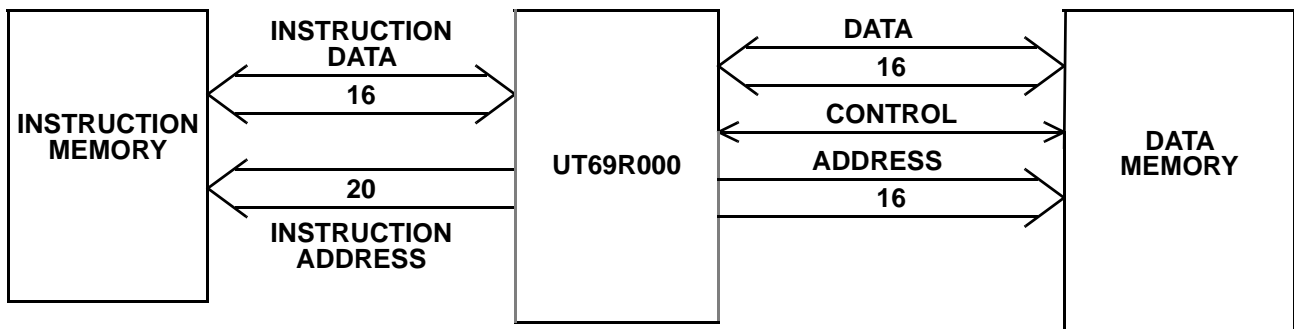 INSTRUCTION
DATA
16
INSTRUCTION
MEMORY
20
INSTRUCTION
ADDRESS
UT69R000
DATA
16
CONTROL
ADDRESS
16
DATA
MEMORY